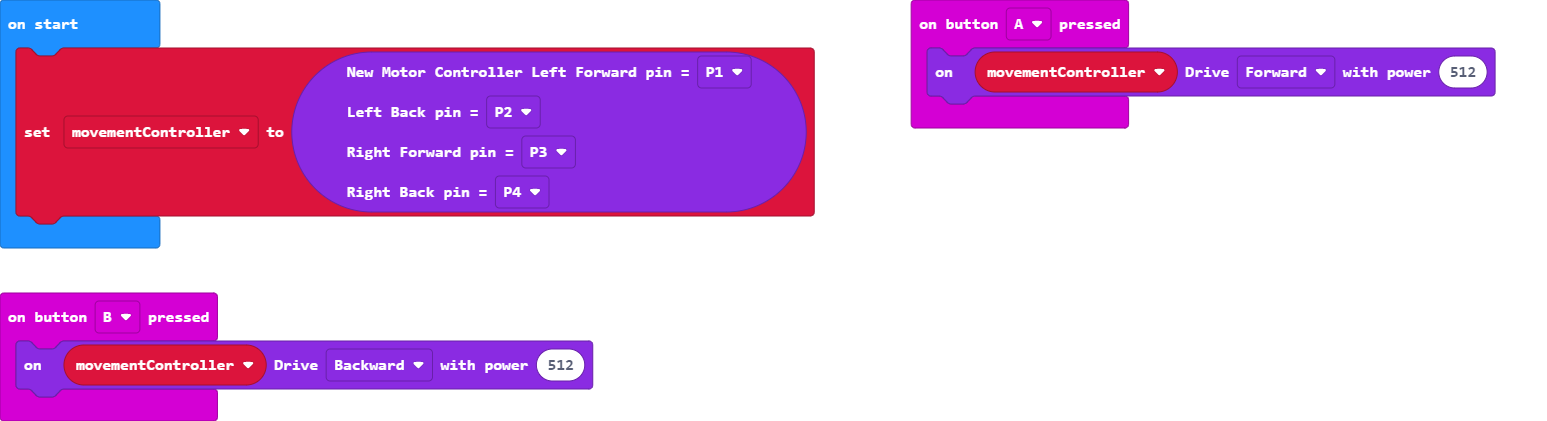 on start
set movementController to
New Motor Controller Left Forward pin = P1
Left Back pin = P2
Right Forward pin = P3
Right Back pin = P4
on button A pressed
on movementController Drive Forward with power 512
on button B pressed
on movementController Drive Backward with power 512